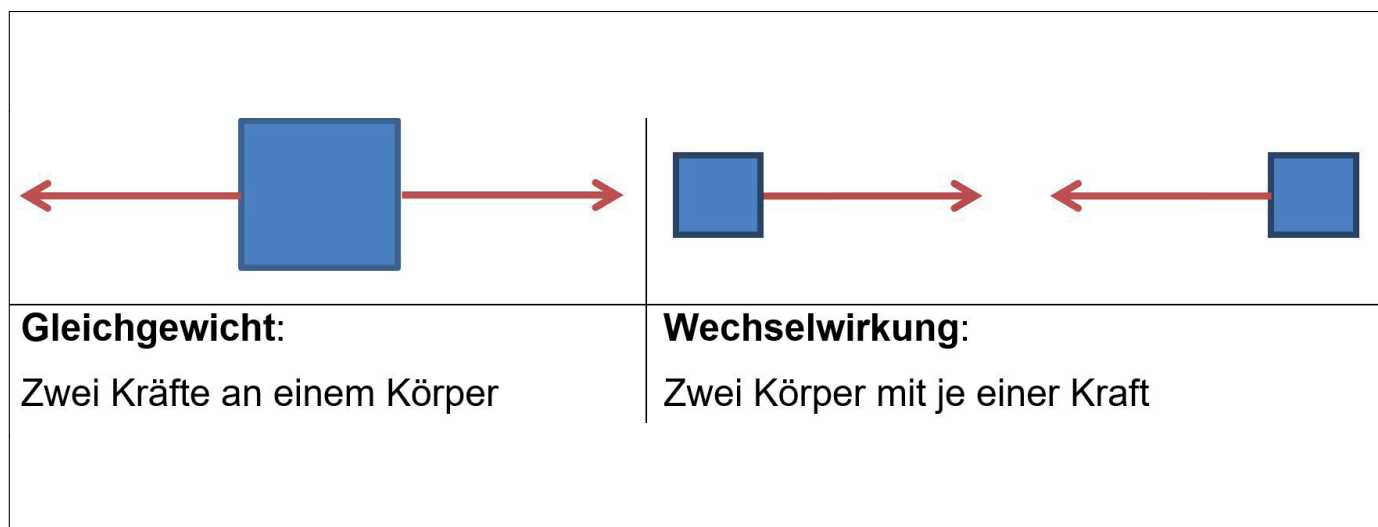 Gleichgewicht:
Zwei Kräfte an einem Körper
Wechselwirkung:
Zwei Körper mit je einer Kraft